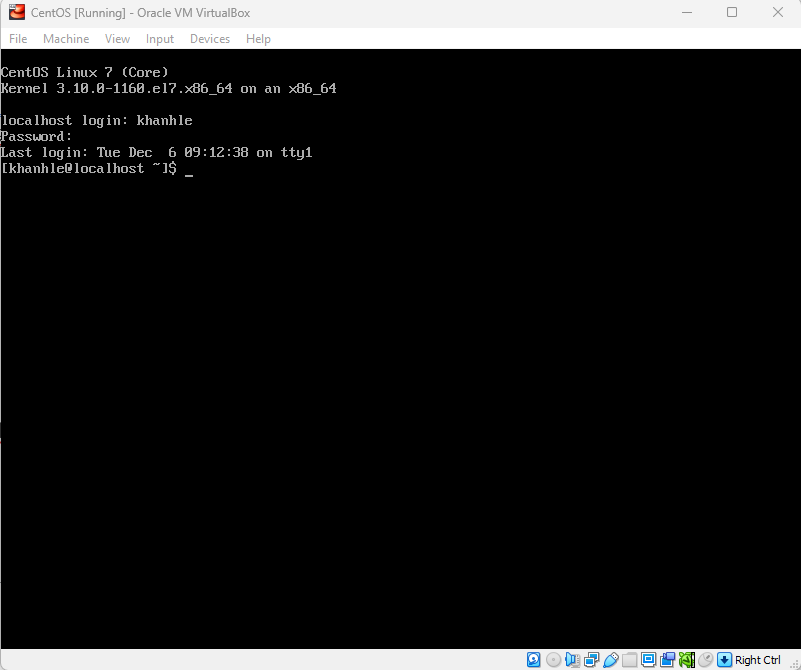 CentOS [Running] - Oracle VM VirtualBox
File Machine View Input Devices Help
CentOS Linux 7 (Core)
Kernel 3.10.0-1160.el7.x86_64 on an x86_64
localhost login: khanhle
Password:
Last login: Tue Dec  6 09:12:38 on tty1
[khanhle@localhost ~]$ _
Right Ctrl